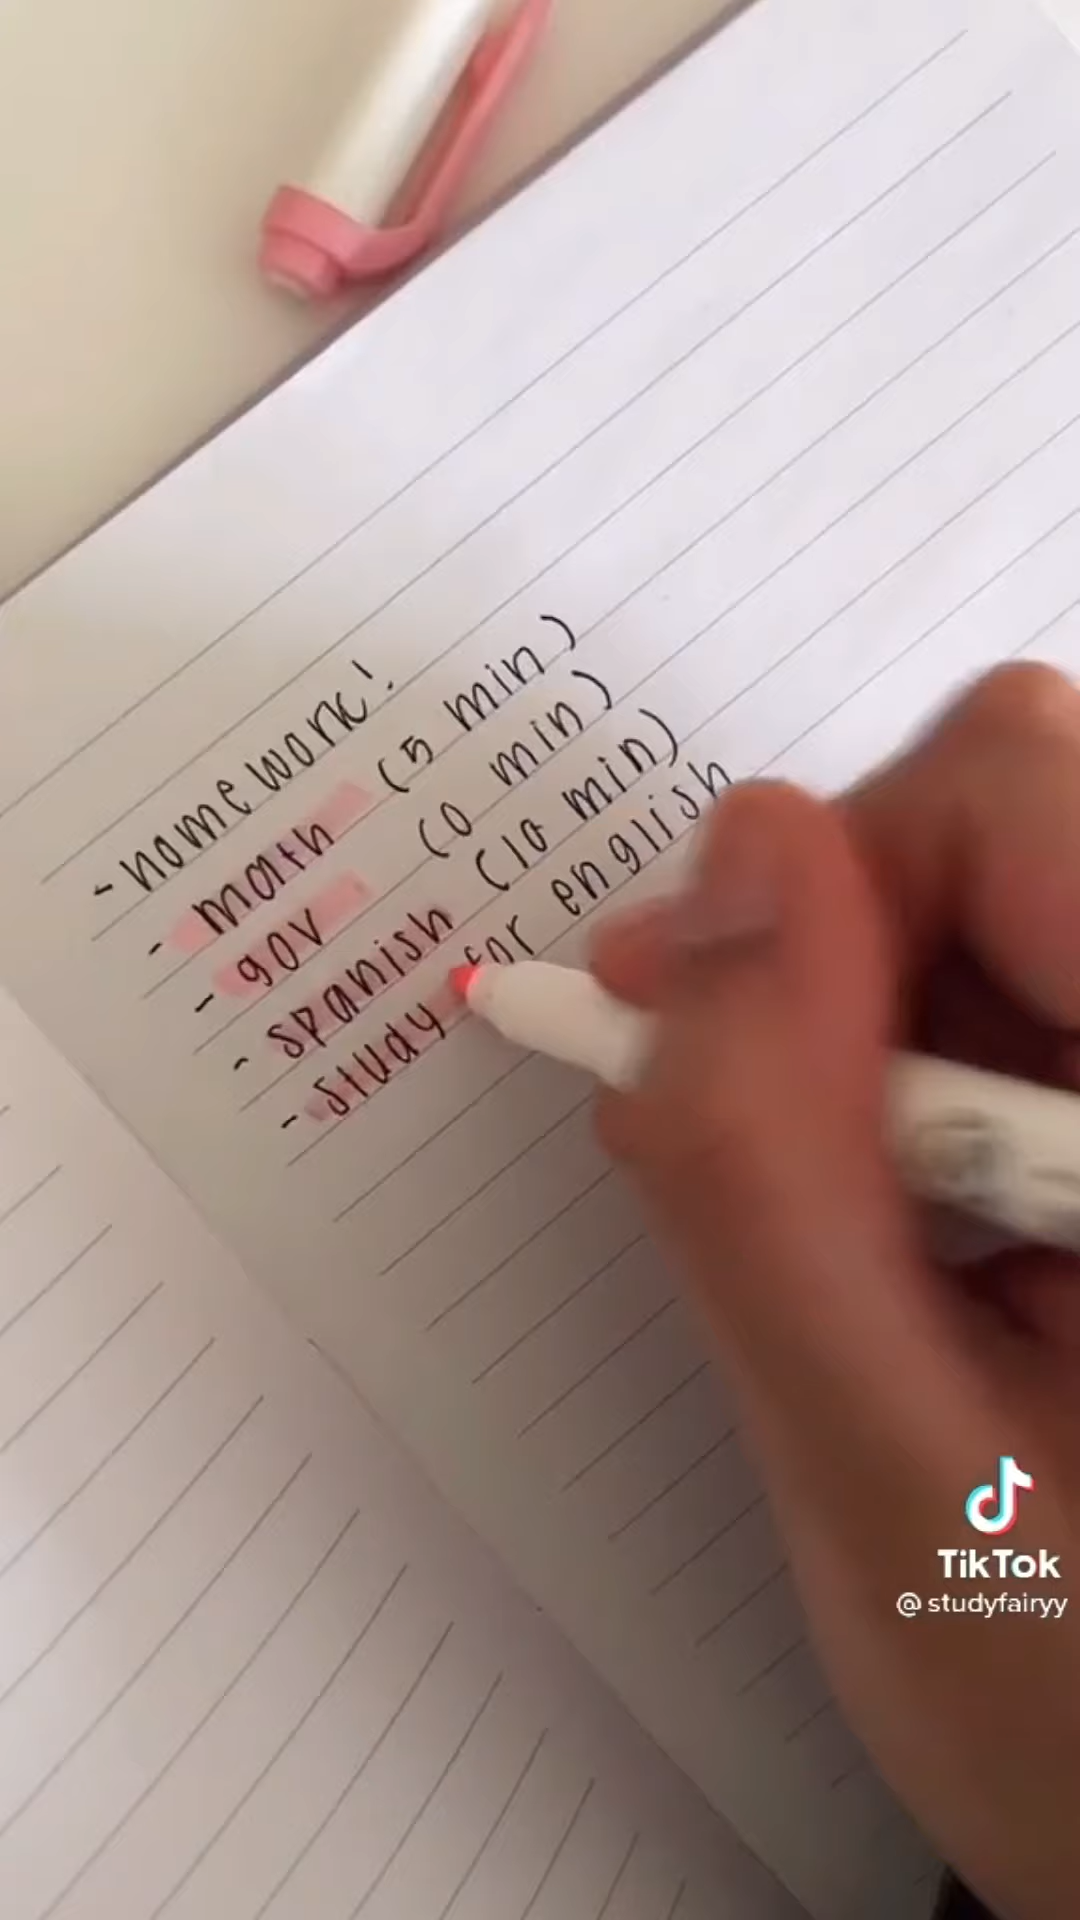 - homework!
- math (5 min)
- gov (0 min)
- spanish (10 min)
- study for english
TikTok
@studyfairyy